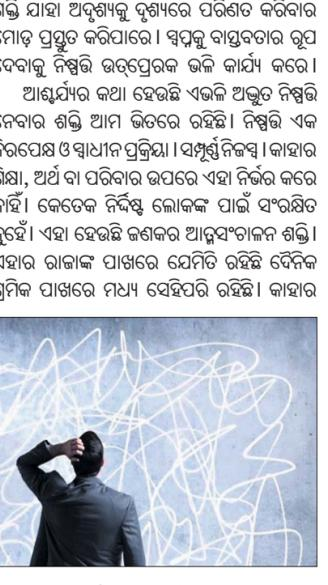 ଶକ୍ତି ଯାହା ଅଦୃଶ୍ୟକୁ ଦୃଶ୍ୟରେ ପରିଣତ କରିବାର
ମୋଡ଼ ପ୍ରସ୍ତୁତ କରିପାରେ। ସ୍ୱପ୍ନକୁ ବାସ୍ତବତାର ରୂପ
ଦେବାକୁ ନିଷ୍ପତ୍ତି ଉତ୍‌ପ୍ରେରକ ଭଳି କାର୍ଯ୍ୟ କରେ।
ଆଶ୍ଚର୍ଯ୍ୟର କଥା ହେଉଛି ଏଭଳି ଅଦ୍ଭୁତ ନିଷ୍ପତ୍ତି
ନେବାର ଶକ୍ତି ଆମ ଭିତରେ ରହିଛି। ନିଷ୍ପତ୍ତି ଏକ
ନିରପେକ୍ଷ ଓ ସ୍ୱାଧୀନ ପ୍ରକ୍ରିୟା। ସମ୍ପୂର୍ଣ୍ଣ ନିଜସ୍ୱ। କାହାର
ଶିକ୍ଷା, ଅର୍ଥ ବା ପରିବାର ଉପରେ ଏହା ନିର୍ଭର କରେ
ନାହିଁ। କେତେକ ନିର୍ଦ୍ଦିଷ୍ଟ ଲୋକଙ୍କ ପାଇଁ ସଂରକ୍ଷିତ
ନୁହେଁ। ଏହା ହେଉଛି ଜଣକର ଆତ୍ମସଂଚାଳନ ଶକ୍ତି।
ଏହାର ରାଜାଙ୍କ ପାଖରେ ଯେମିତି ରହିଛି ଦୈନିକ
ଶ୍ରମିକ ପାଖରେ ମଧ୍ୟ ସେହିପରି ରହିଛି। କାହାର